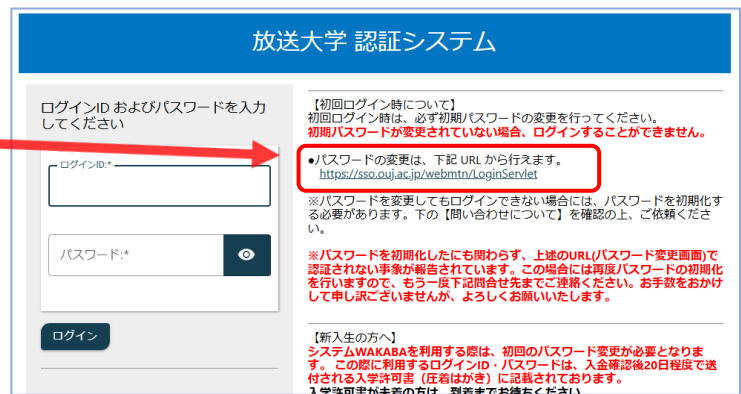 放送大学 認証システム
ログインID およびパスワードを入力
してください
ログインID:*
パスワード:*
ログイン
【初回ログイン時について】
初回ログイン時は、必ず初期パスワードの変更を行ってください。
初期パスワードが変更されていない場合、ログインすることができません。
●パスワードの変更は、下記 URL から行えます。
https://sso.ouj.ac.jp/webmtn/LoginServlet
※パスワードを変更してもログインできない場合には、パスワードを初期化す
る必要があります。下の【問い合わせについて】を確認の上、ご依頼くださ
い。
※パスワードを初期化したにも関わらず、上述のURL(パスワード変更画面)で
認証されない事象が報告されています。この場合には再度パスワードの初期化
を行いますので、もう一度下記問合せ先までご連絡ください。お手数をおかけ
して申し訳ございませんが、よろしくお願いいたします。
【新入生の方へ】
システムWAKABAを利用する際は、初回のパスワード変更が必要となりま
す。 この際に利用するログインID・パスワードは、入金確認後20日程度で送
付される入学許可書（圧着はがき）に記載されております。
入学許可書が未着の方は、到着までお待ちください